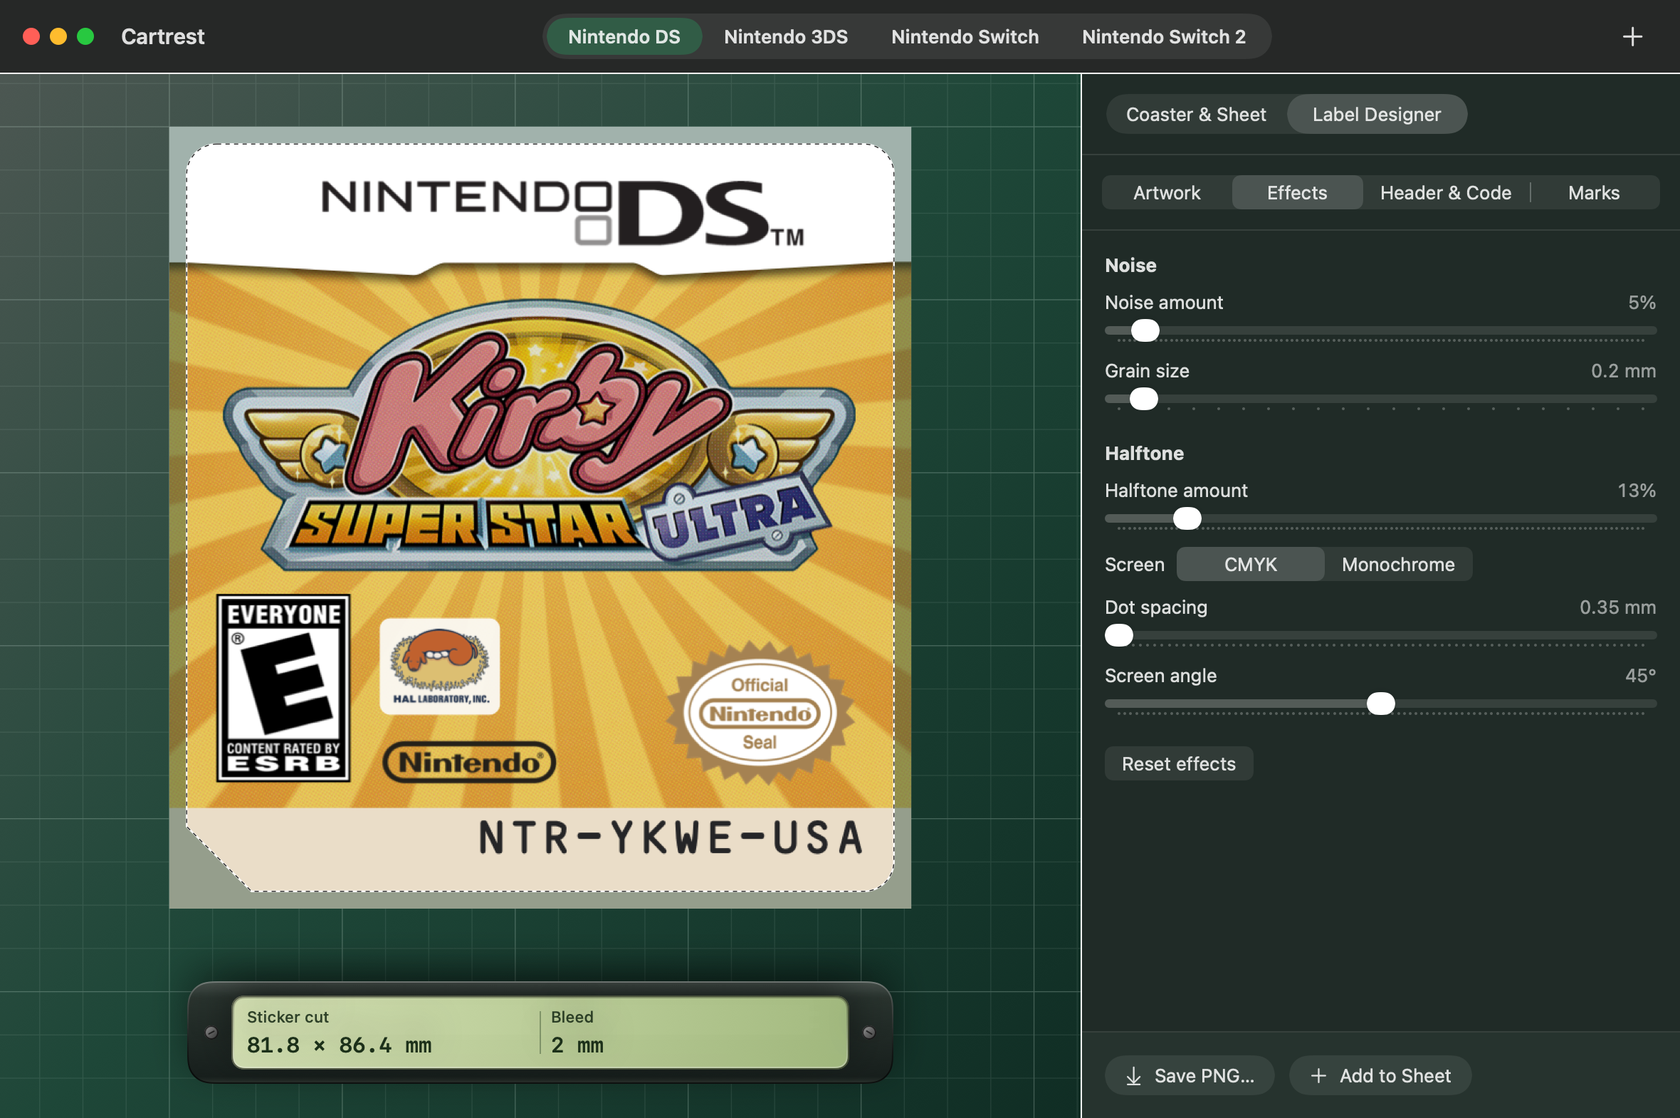 Cartrest
Nintendo DS
Nintendo 3DS
Nintendo Switch
Nintendo Switch 2
Coaster & Sheet
Label Designer
Artwork
Effects
Header & Code
Marks
NINTENDO DS TM
Kirby
SUPER STAR ULTRA
EVERYONE
®
E
CONTENT RATED BY
ESRB
HAL LABORATORY, INC.
Nintendo®
Official
Nintendo®
Seal
NTR-YKWE-USA
Sticker cut
81.8 × 86.4 mm
Bleed
2 mm
Noise
Noise amount 5%
Grain size 0.2 mm
Halftone
Halftone amount 13%
Screen CMYK Monochrome
Dot spacing 0.35 mm
Screen angle 45°
Reset effects
Save PNG...
Add to Sheet